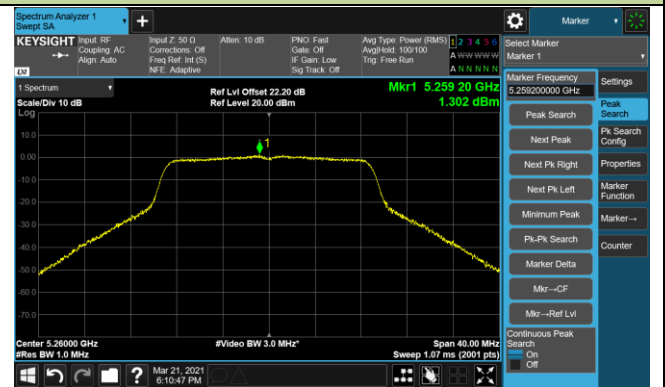 Spectrum Analyzer 1
Swept SA
Marker
KEYSIGHT
Input: RF
Coupling: AC
Align: Auto
Input Z: 50 Ω
Corrections: Off
Freq Ref: Int (S)
NFE: Adaptive
Atten: 10 dB
PNO: Fast
Gate: Off
IF Gain: Low
Sig Track: Off
Avg Type: Power (RMS)
Avg|Hold: 100/100
Trig: Free Run
1 2 3 4 5 6
A W W W W W
A N N N N N
LXI
Select Marker
Marker 1
1 Spectrum
Scale/Div 10 dB
Log
Ref Lvl Offset 22.20 dB
Ref Level 20.00 dBm
Mkr1 5.259 20 GHz
1.302 dBm
1
10.0
0.00
-10.0
-20.0
-30.0
-40.0
-50.0
-60.0
-70.0
Center 5.26000 GHz
#Res BW 1.0 MHz
#Video BW 3.0 MHz*
Span 40.00 MHz
Sweep 1.07 ms (2001 pts)
Marker Frequency
5.259200000 GHz
Peak Search
Next Peak
Next Pk Right
Next Pk Left
Minimum Peak
Pk-Pk Search
Marker Delta
Mkr→CF
Mkr→Ref Lvl
Continuous Peak
Search
On
Off
Settings
Peak
Search
Pk Search
Config
Properties
Marker
Function
Marker→
Counter
?
Mar 21, 2021
6:10:47 PM